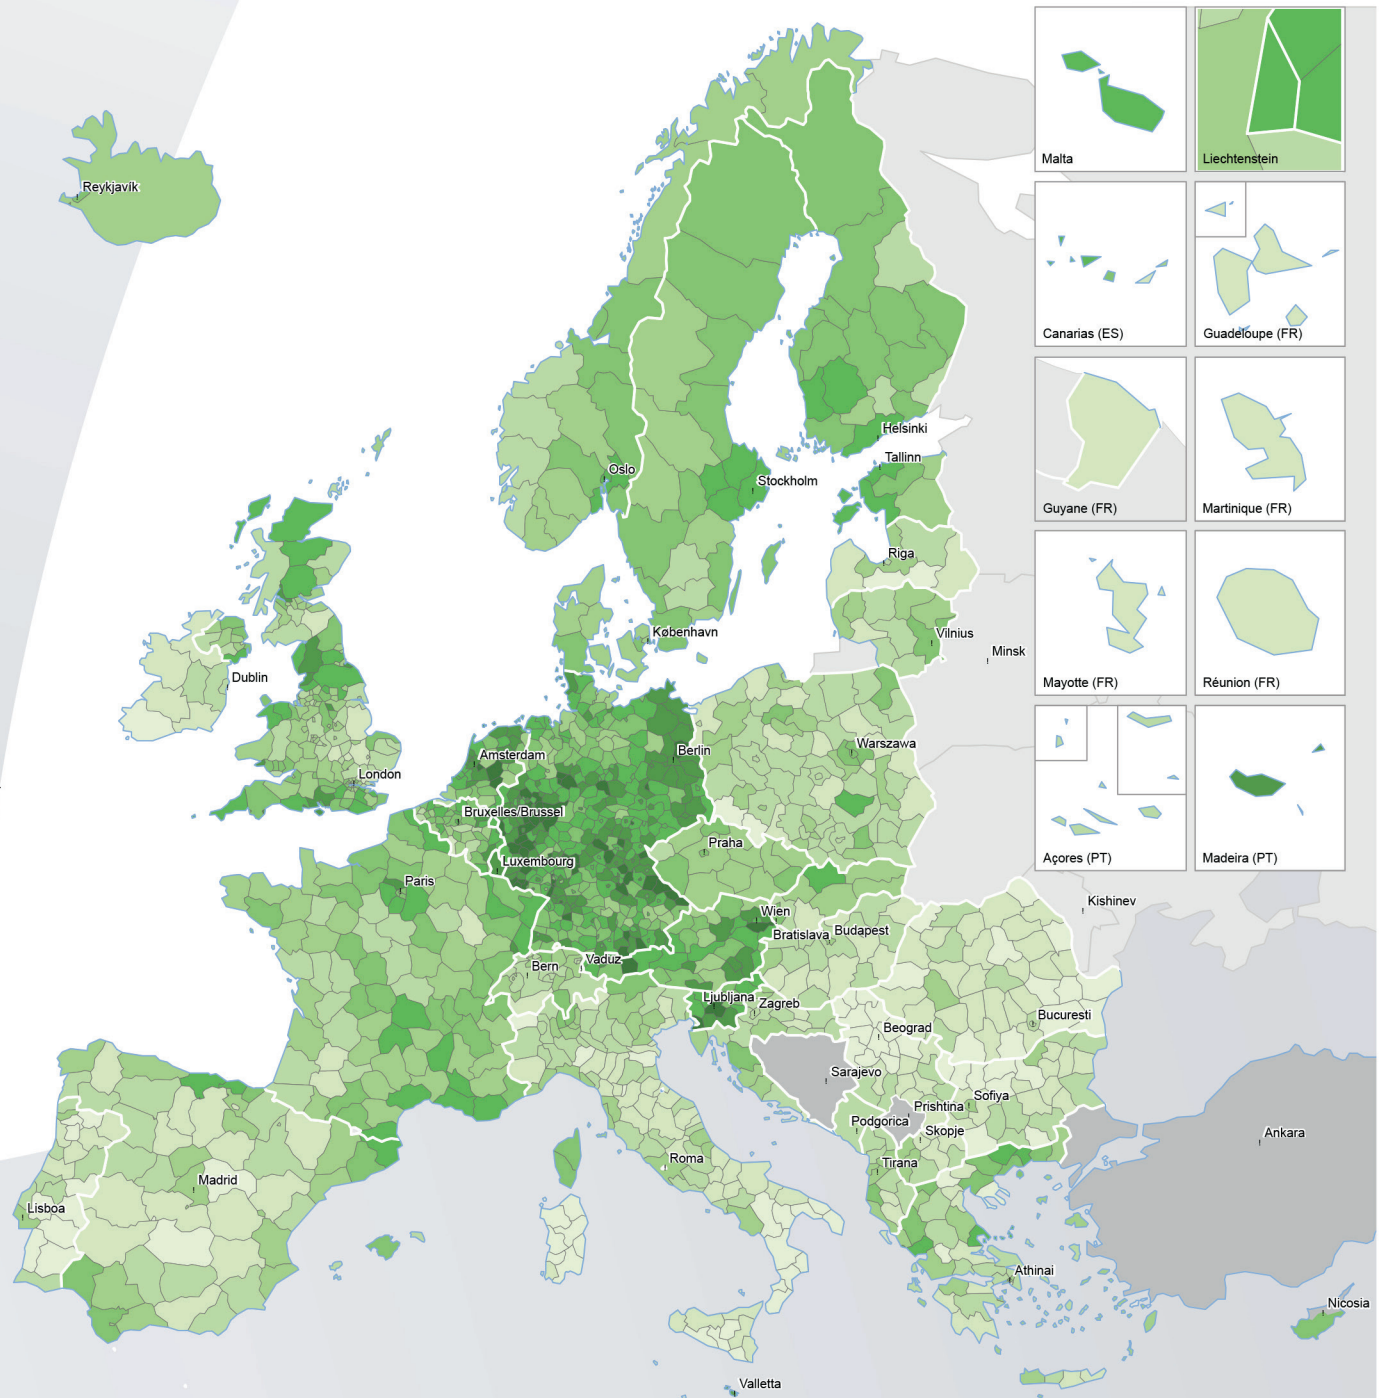 Malta
Liechtenstein
Reykjavík
Canarias (ES)
Guadeloupe (FR)
Guyane (FR)
Martinique (FR)
Helsinki
Tallinn
Oslo
Stockholm
Riga
Mayotte (FR)
Réunion (FR)
København
Vilnius
Minsk
Dublin
Warszawa
Berlin
Amsterdam
London
Bruxelles/Brussel
Praha
Açores (PT)
Madeira (PT)
Luxembourg
Paris
Kishinev
Wien
Bratislava
Budapest
Vaduz
Bern
Ljubljana
Zagreb
Bucuresti
Beograd
Sarajevo
Sofiya
Prishtina
Podgorica
Skopje
Ankara
Roma
Tirana
Madrid
Lisboa
Athinai
Nicosia
Valletta